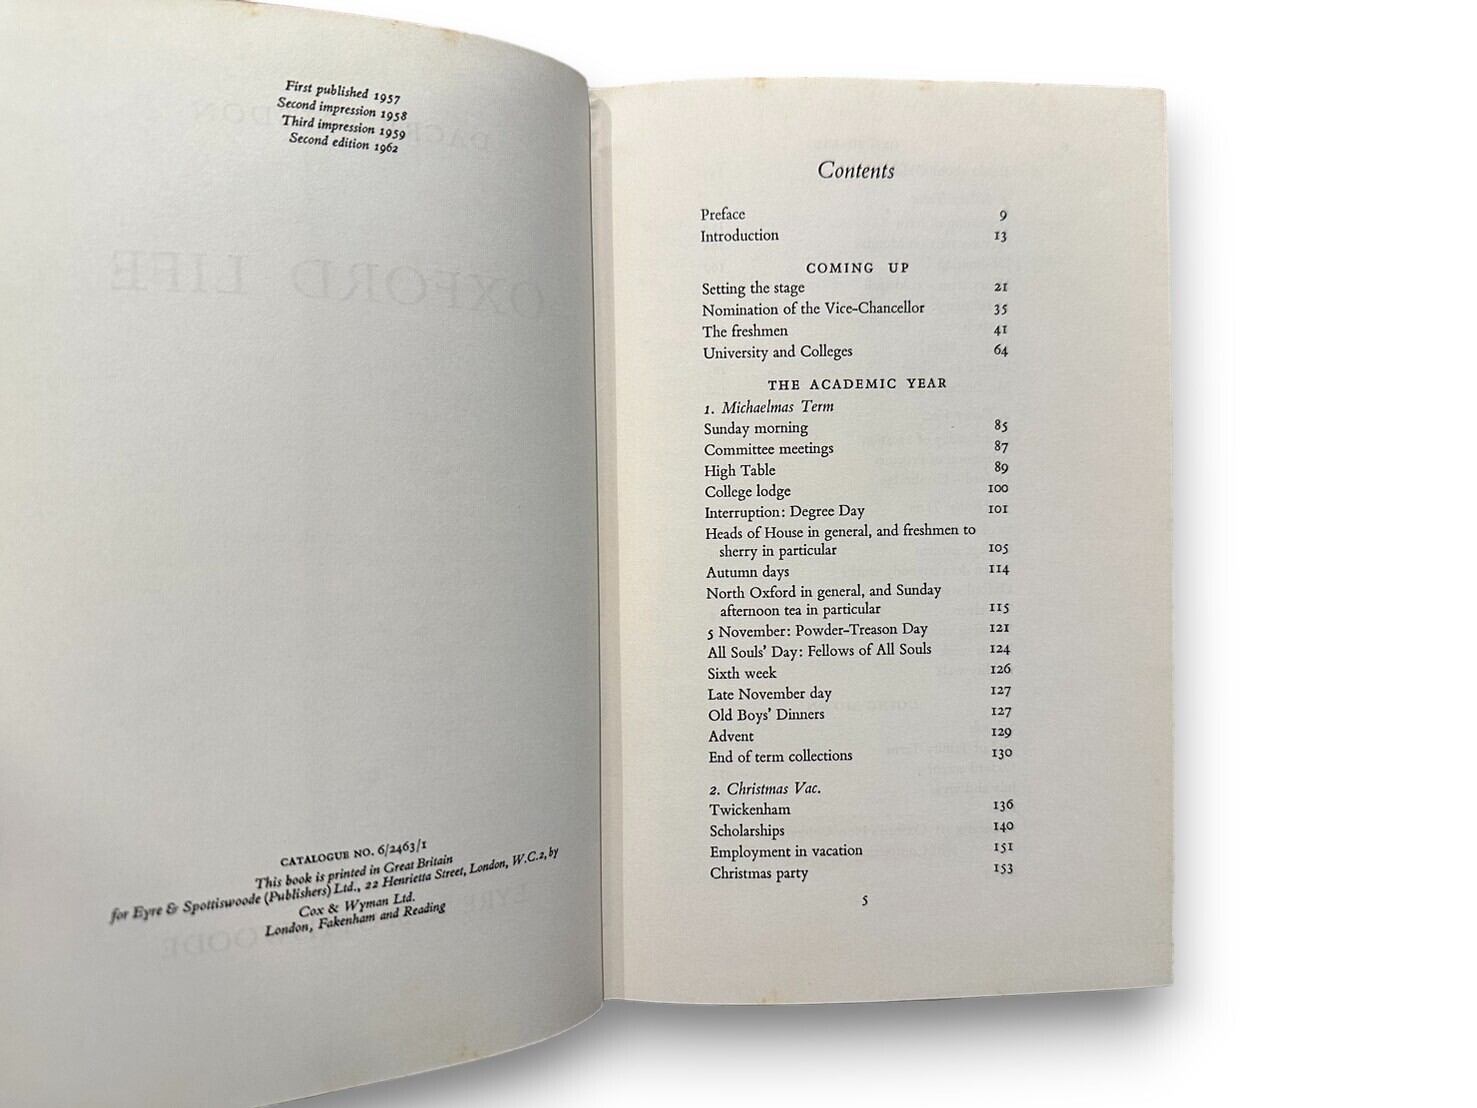 First published 1957
Second impression 1958
Third impression 1959
Second edition 1962
CATALOGUE NO. 6/2463/1
This book is printed in Great Britain
for Eyre & Spottiswoode (Publishers) Ltd., 22 Henrietta Street, London, W.C.2, by
Cox & Wyman Ltd.
London, Fakenham and Reading
Contents
Preface 9
Introduction 13
COMING UP
Setting the stage 21
Nomination of the Vice-Chancellor 35
The freshmen 41
University and Colleges 64
THE ACADEMIC YEAR
1. Michaelmas Term
Sunday morning 85
Committee meetings 87
High Table 89
College lodge 100
Interruption: Degree Day 101
Heads of House in general, and freshmen to
sherry in particular 105
Autumn days 114
North Oxford in general, and Sunday
afternoon tea in particular 115
5 November: Powder-Treason Day 121
All Souls' Day: Fellows of All Souls 124
Sixth week 126
Late November day 127
Old Boys' Dinners 127
Advent 129
End of term collections 130
2. Christmas Vac.
Twickenham 136
Scholarships 140
Employment in vacation 151
Christmas party 153
5